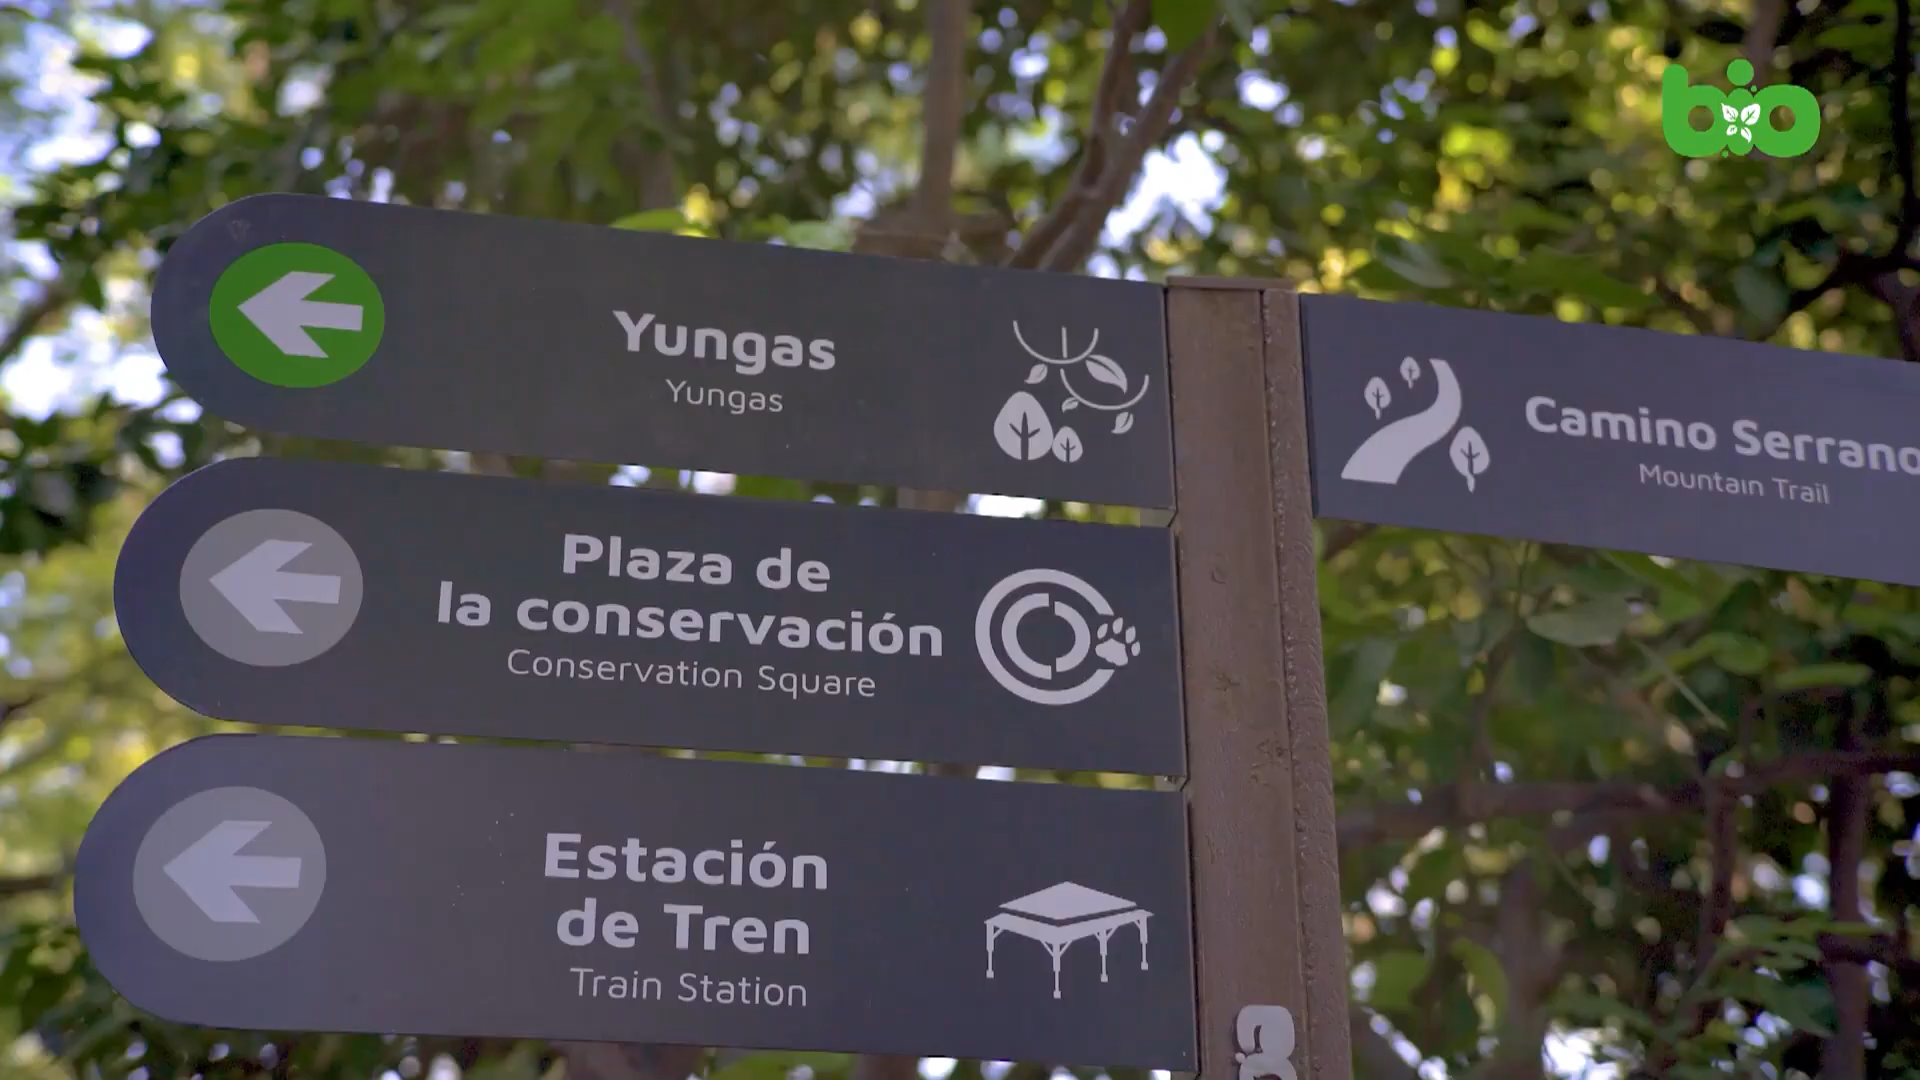 bio
Yungas
Yungas
Plaza de
la conservación
Conservation Square
Estación
de Tren
Train Station
Camino Serrano
Mountain Trail